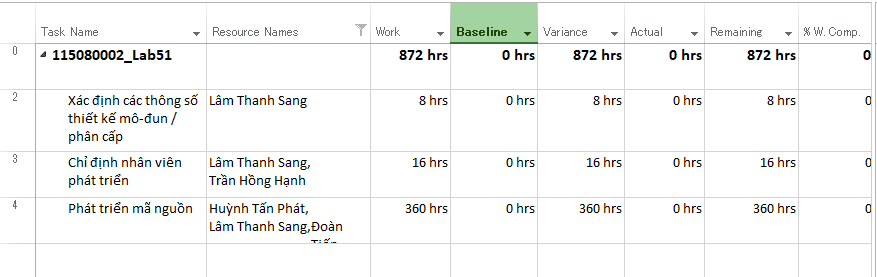 Task Name Resource Names Work Baseline Variance Actual Remaining % W. Comp.
0 115080002_Lab51 872 hrs 0 hrs 872 hrs 0 hrs 872 hrs 0
2 Xác định các thông số Lâm Thanh Sang 8 hrs 0 hrs 8 hrs 0 hrs 8 hrs 0
thiết kế mô-đun /
phân cấp
3 Chỉ định nhân viên Lâm Thanh Sang, 16 hrs 0 hrs 16 hrs 0 hrs 16 hrs 0
phát triển Trần Hồng Hạnh
4 Phát triển mã nguồn Huỳnh Tấn Phát, 360 hrs 0 hrs 360 hrs 0 hrs 360 hrs 0
Lâm Thanh Sang,Đoàn